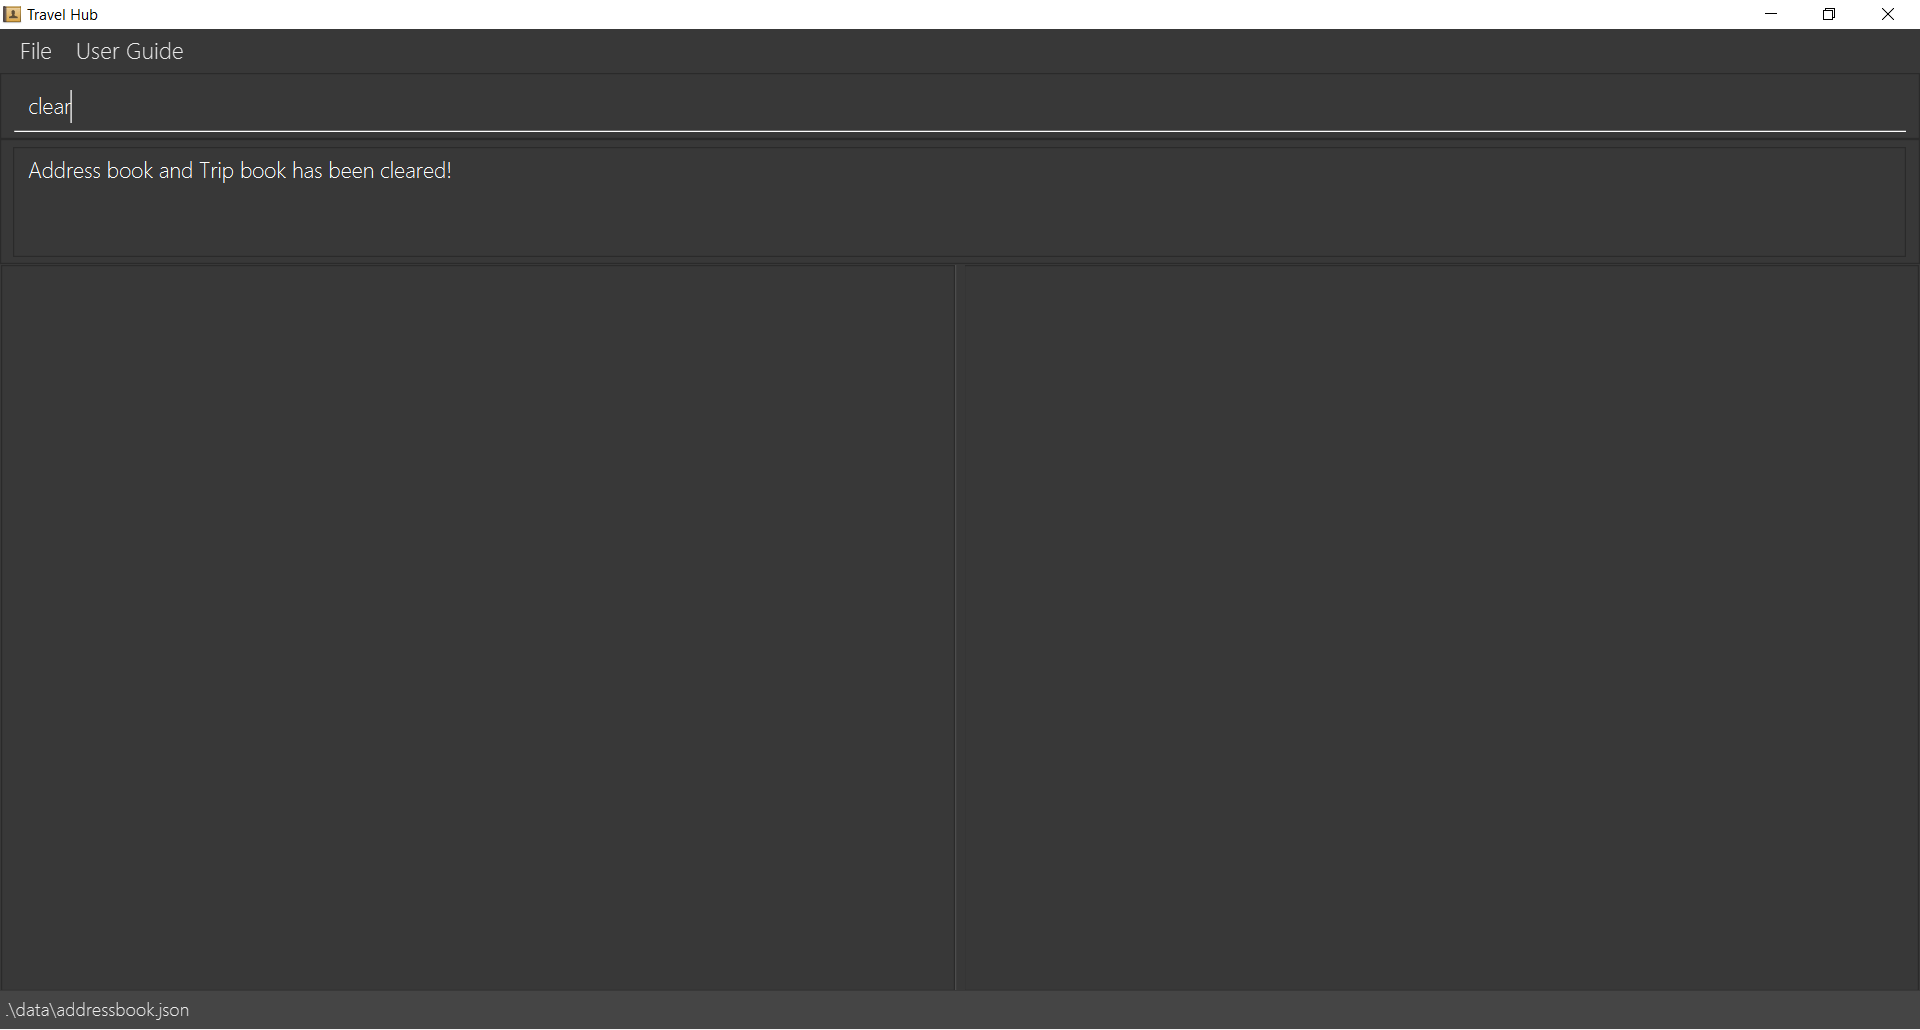 Travel Hub
File User Guide
clear
Address book and Trip book has been cleared!
.\data\addressbook.json